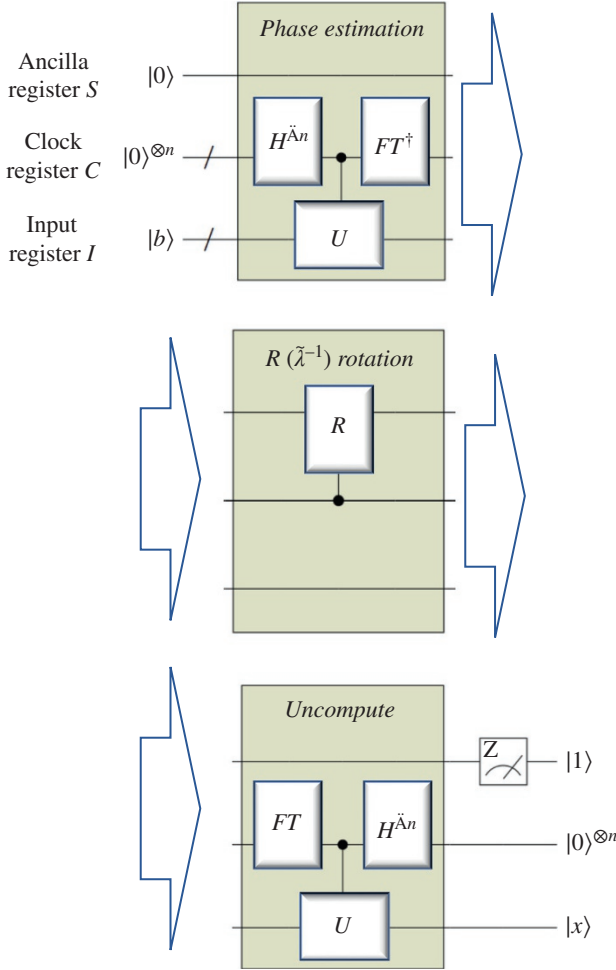 Phase estimation
Ancilla register S |0⟩
H^Än FT†
Clock register C |0⟩^⊗n
U
Input register I |b⟩
R (λ̃⁻¹) rotation
R
Uncompute
Z |1⟩
FT H^Än |0⟩^⊗n
U |x⟩